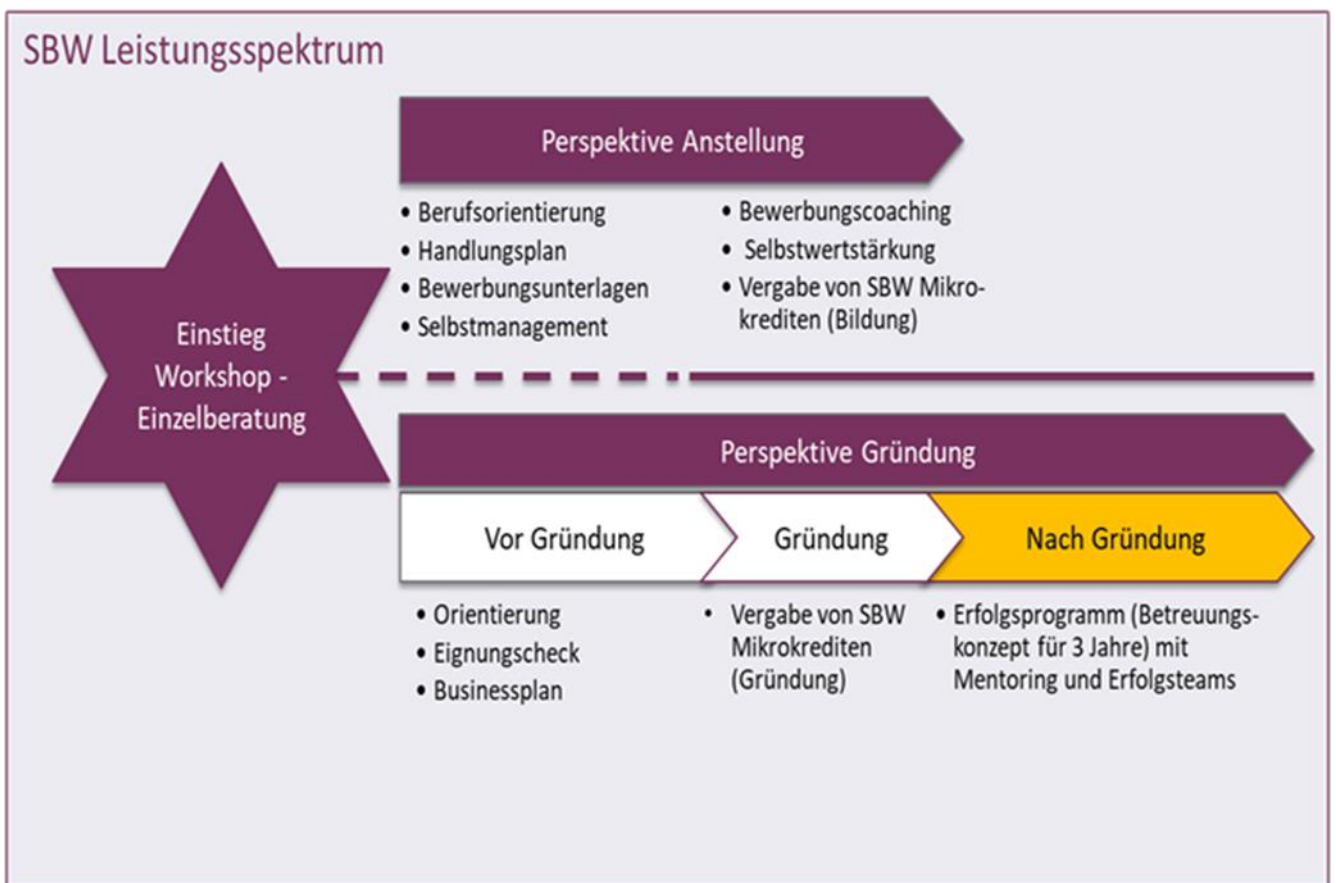 SBW Leistungsspektrum
Perspektive Anstellung
• Berufsorientierung
• Handlungsplan
• Bewerbungsunterlagen
• Selbstmanagement
• Bewerbungscoaching
• Selbstwertstärkung
• Vergabe von SBW Mikro-
krediten (Bildung)
Einstieg
Workshop -
Einzelberatung
Perspektive Gründung
Vor Gründung
Gründung
Nach Gründung
• Orientierung
• Eignungscheck
• Businessplan
• Vergabe von SBW
Mikrokrediten
(Gründung)
• Erfolgsprogramm (Betreuungs-
konzept für 3 Jahre) mit
Mentoring und Erfolgsteams